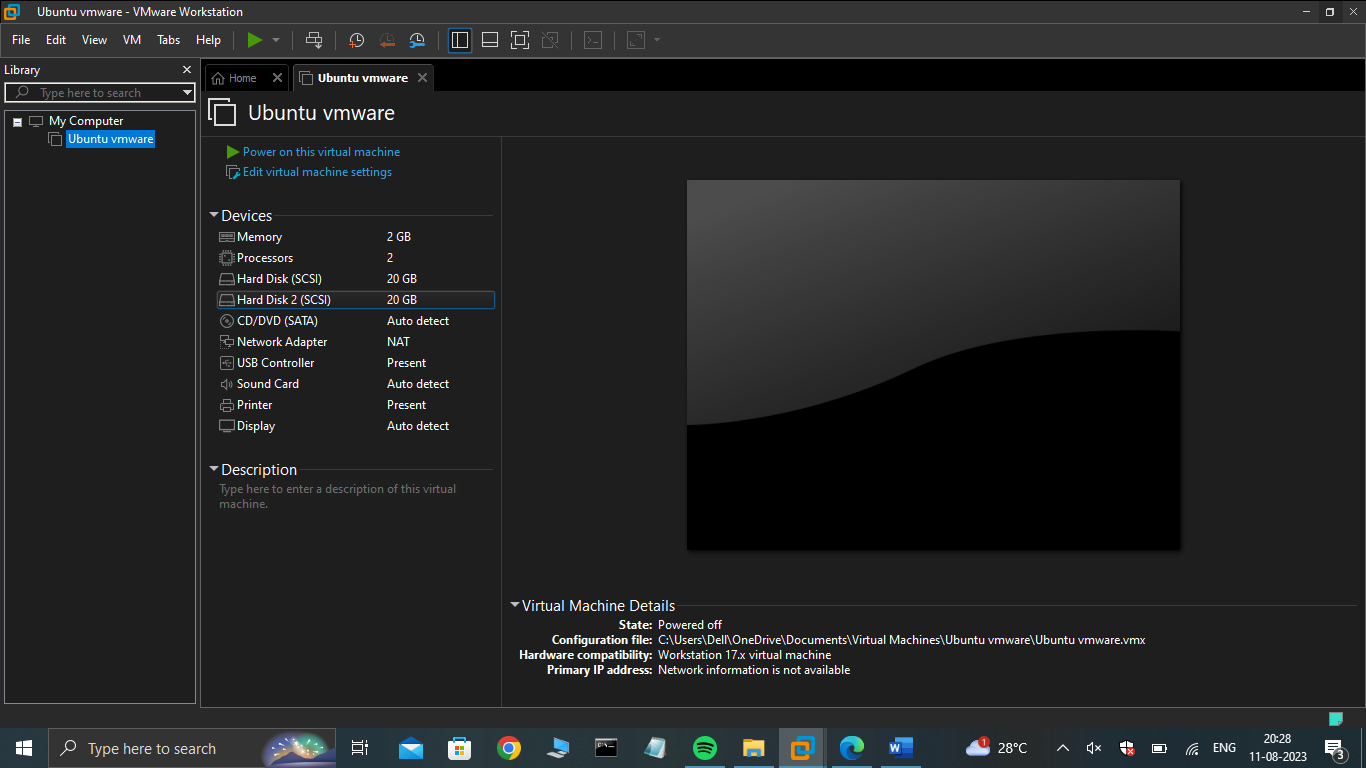 Ubuntu vmware - VMware Workstation
File Edit View VM Tabs Help
Library
Type here to search
My Computer
Ubuntu vmware
Home
Ubuntu vmware
Ubuntu vmware
Power on this virtual machine
Edit virtual machine settings
Devices
Memory 2 GB
Processors 2
Hard Disk (SCSI) 20 GB
Hard Disk 2 (SCSI) 20 GB
CD/DVD (SATA) Auto detect
Network Adapter NAT
USB Controller Present
Sound Card Auto detect
Printer Present
Display Auto detect
Description
Type here to enter a description of this virtual
machine.
Virtual Machine Details
State: Powered off
Configuration file: C:\Users\Dell\OneDrive\Documents\Virtual Machines\Ubuntu vmware\Ubuntu vmware.vmx
Hardware compatibility: Workstation 17.x virtual machine
Primary IP address: Network information is not available
Type here to search
1
28°C
ENG
20:28
11-08-2023
3